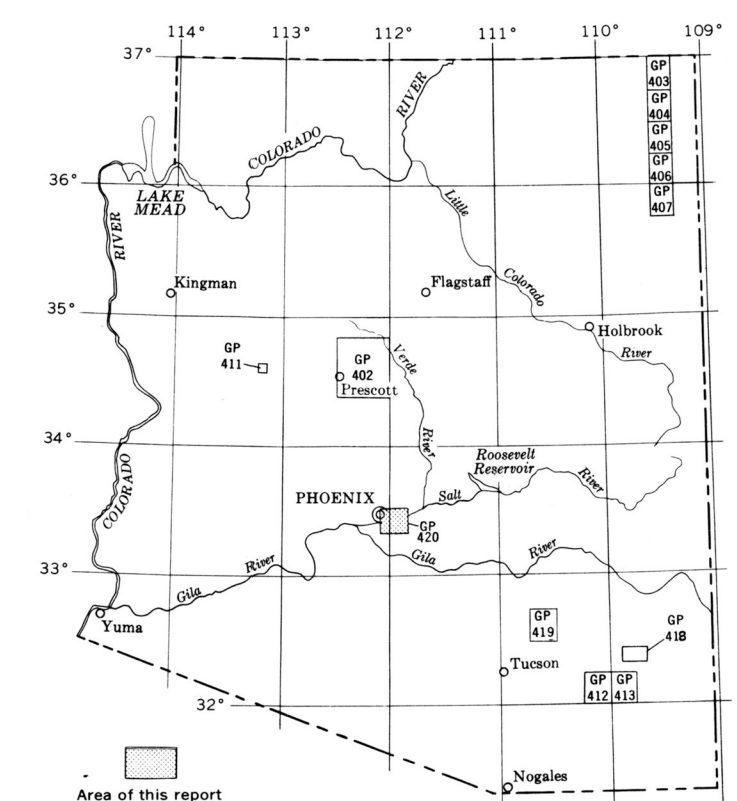 114° 113° 112° 111° 110° 109°
37°
GP
403
GP
404
GP
405
GP
406
GP
407
RIVER
COLORADO
36°
LAKE
MEAD
Little
RIVER
Kingman
Flagstaff
Colorado
35°
Holbrook
River
GP
411
GP
402
Prescott
Verde
River
34°
COLORADO
Roosevelt
Reservoir
River
PHOENIX
Salt
GP
420
Gila
River
River
33°
Gila
Yuma
GP
419
GP
418
Tucson
GP
412
GP
413
32°
Nogales
Area of this report